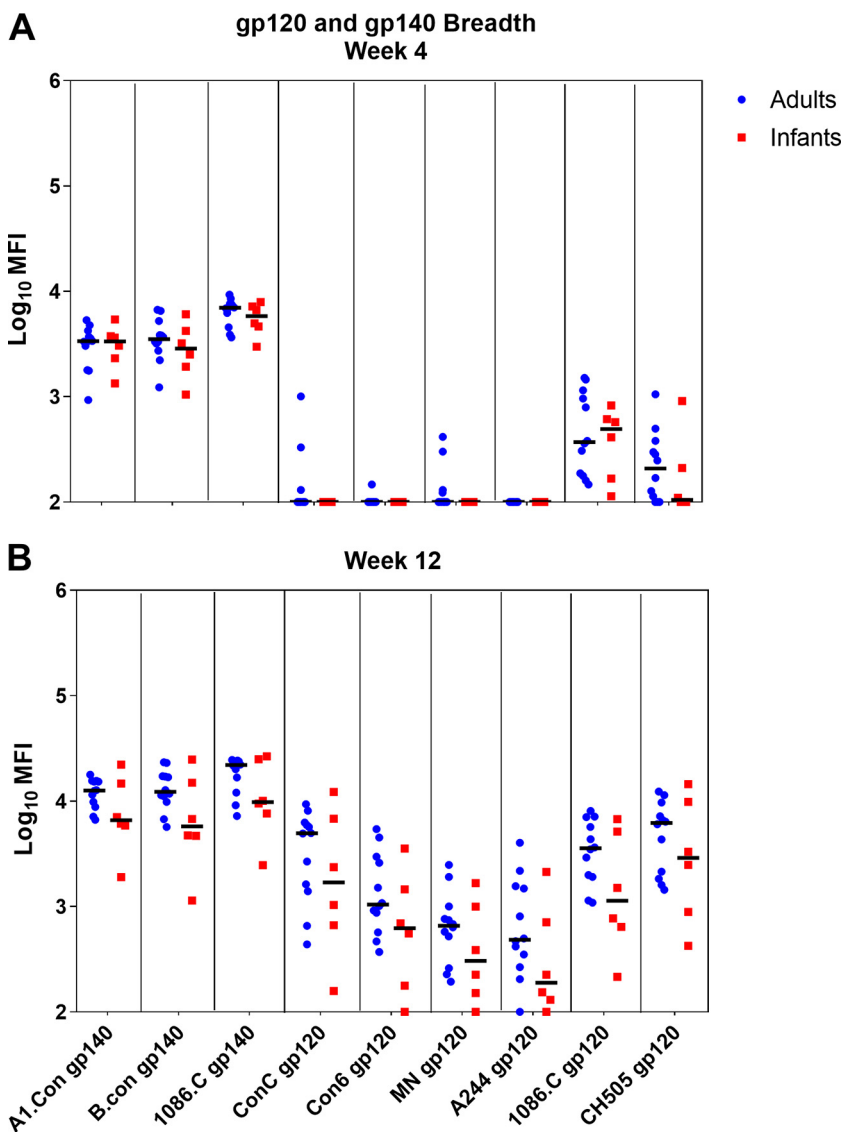 A
gp120 and gp140 Breadth
Week 4
6
5
4
3
2
Log10 MFI
Adults
Infants
B
Week 12
6
5
4
3
2
Log10 MFI
A1.Con gp140
B.con gp140
1086.C gp140
ConC gp120
Con6 gp120
MN gp120
A244 gp120
1086.C gp120
CH505 gp120